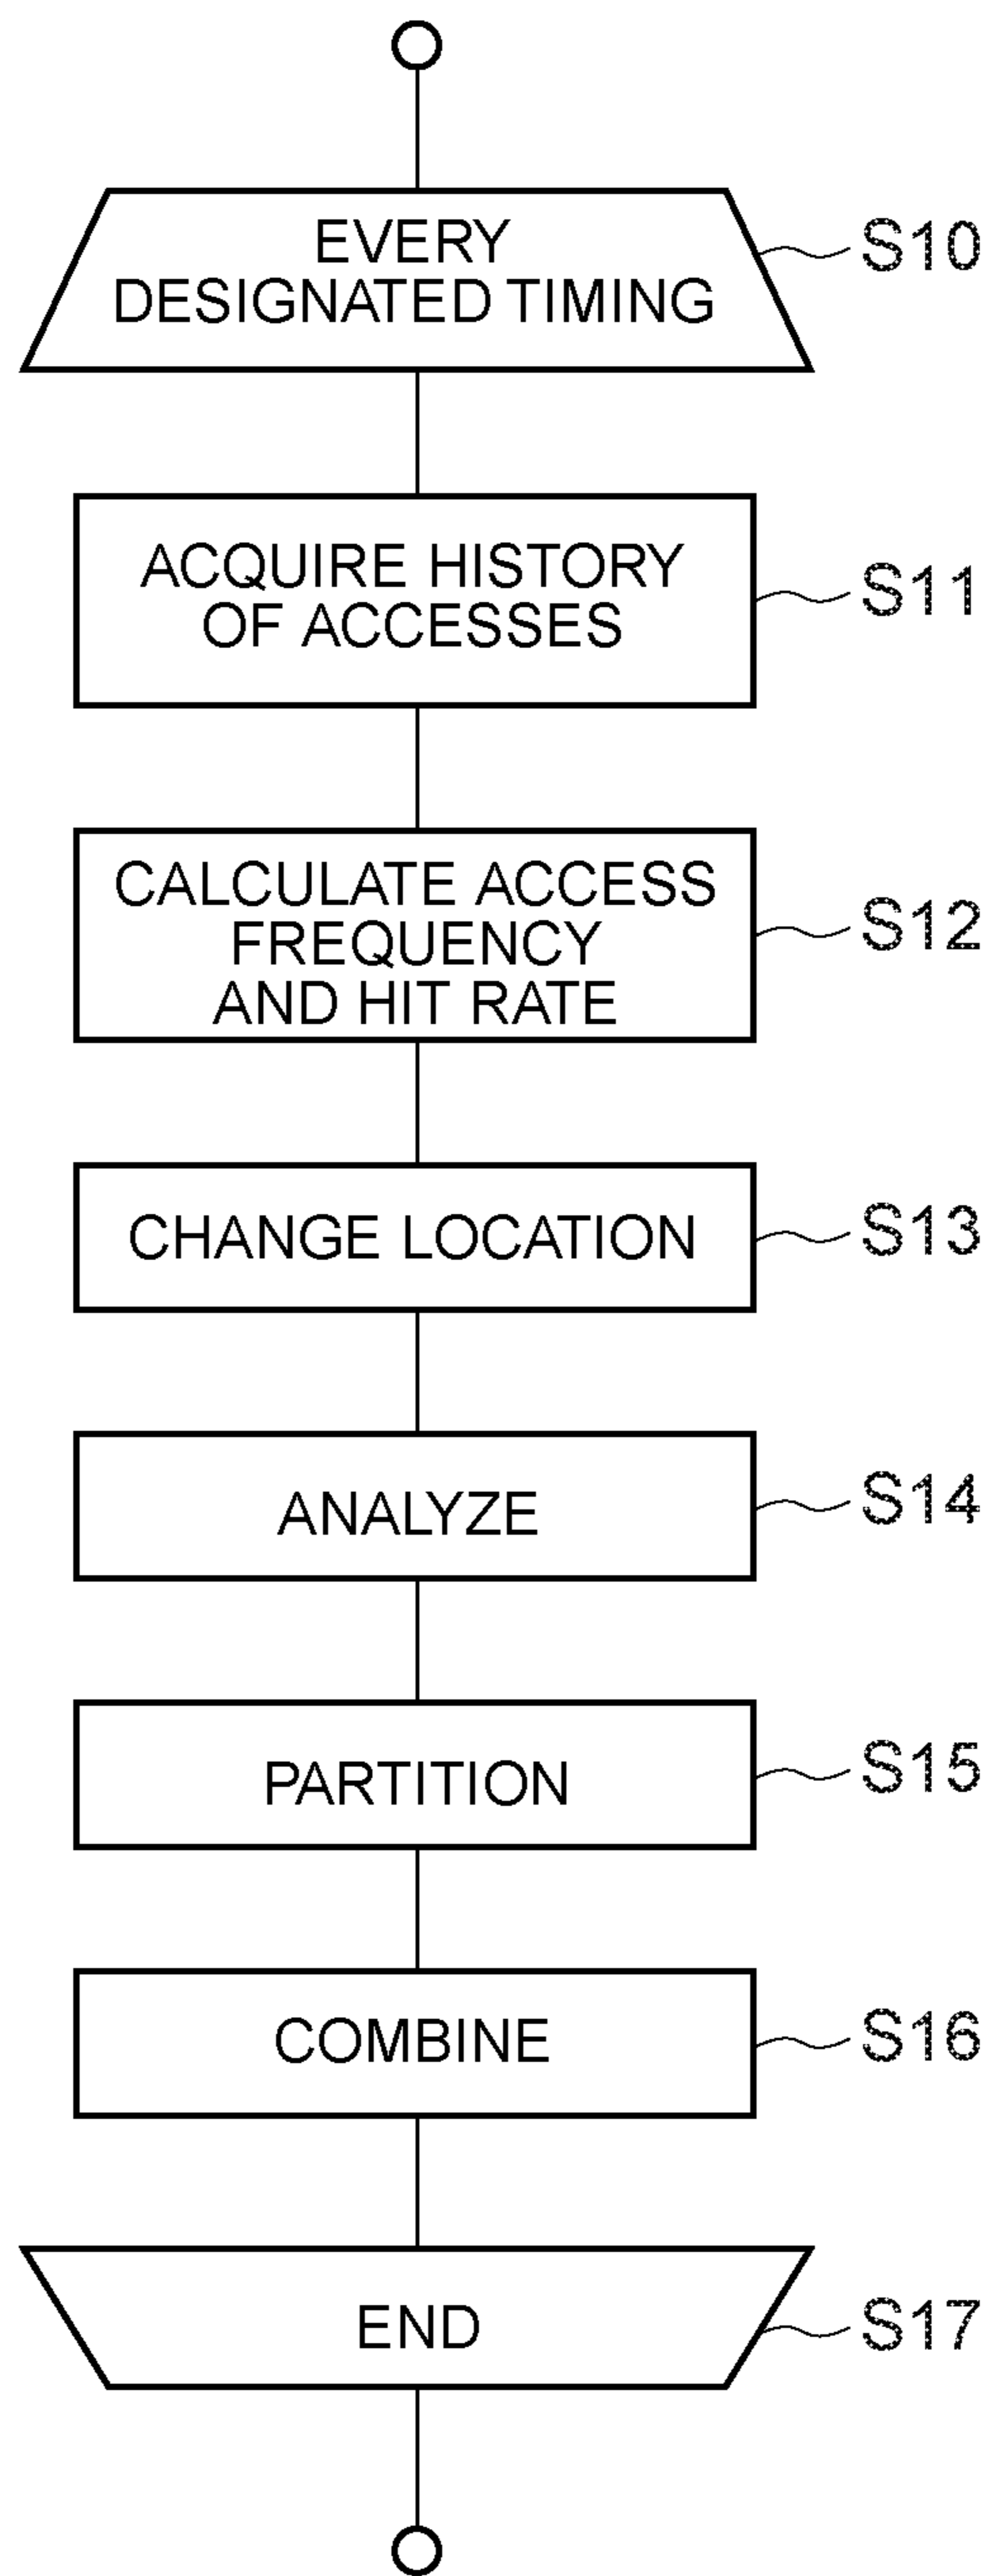 EVERY
DESIGNATED TIMING
S10
ACQUIRE HISTORY
OF ACCESSES
S11
CALCULATE ACCESS
FREQUENCY
AND HIT RATE
S12
CHANGE LOCATION
S13
ANALYZE
S14
PARTITION
S15
COMBINE
S16
END
S17